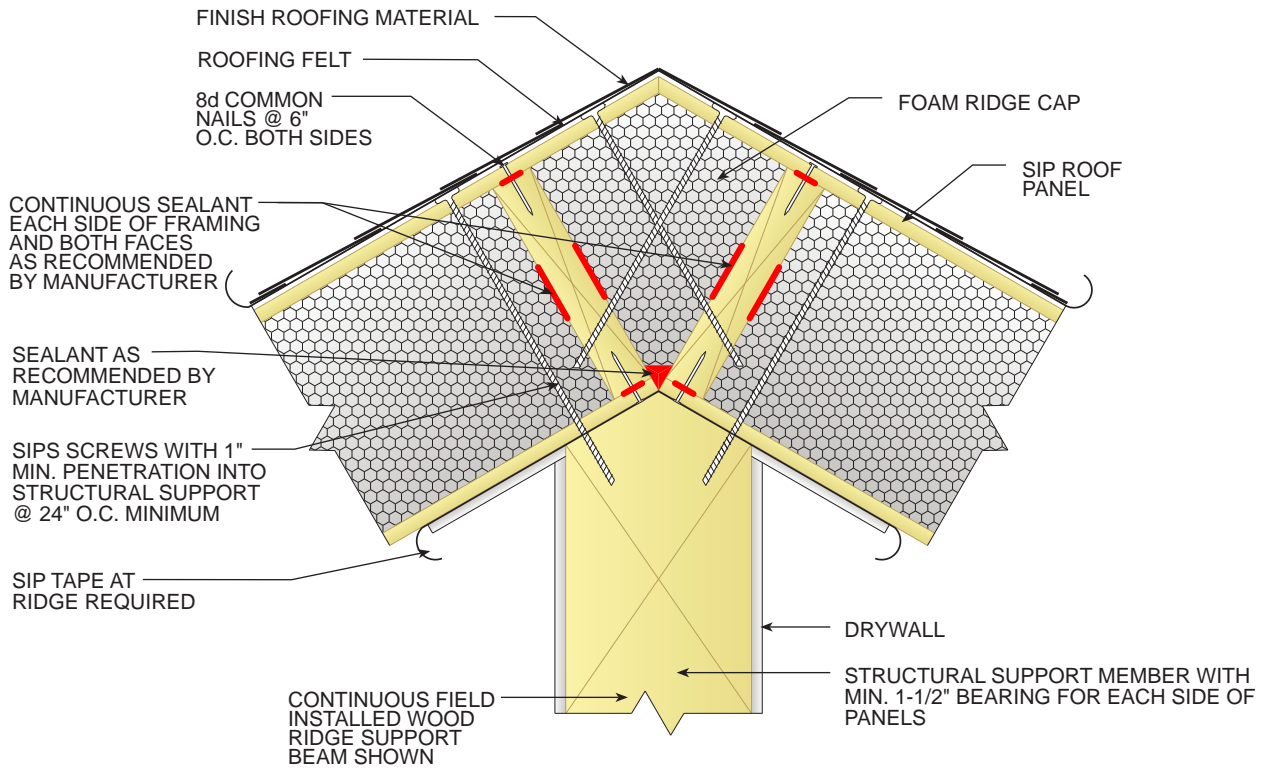 FINISH ROOFING MATERIAL
ROOFING FELT
8d COMMON
NAILS @ 6"
O.C. BOTH SIDES
CONTINUOUS SEALANT
EACH SIDE OF FRAMING
AND BOTH FACES
AS RECOMMENDED
BY MANUFACTURER
SEALANT AS
RECOMMENDED BY
MANUFACTURER
SIPS SCREWS WITH 1"
MIN. PENETRATION INTO
STRUCTURAL SUPPORT
@ 24" O.C. MINIMUM
SIP TAPE AT
RIDGE REQUIRED
CONTINUOUS FIELD
INSTALLED WOOD
RIDGE SUPPORT
BEAM SHOWN
FOAM RIDGE CAP
SIP ROOF
PANEL
DRYWALL
STRUCTURAL SUPPORT MEMBER WITH
MIN. 1-1/2" BEARING FOR EACH SIDE OF
PANELS